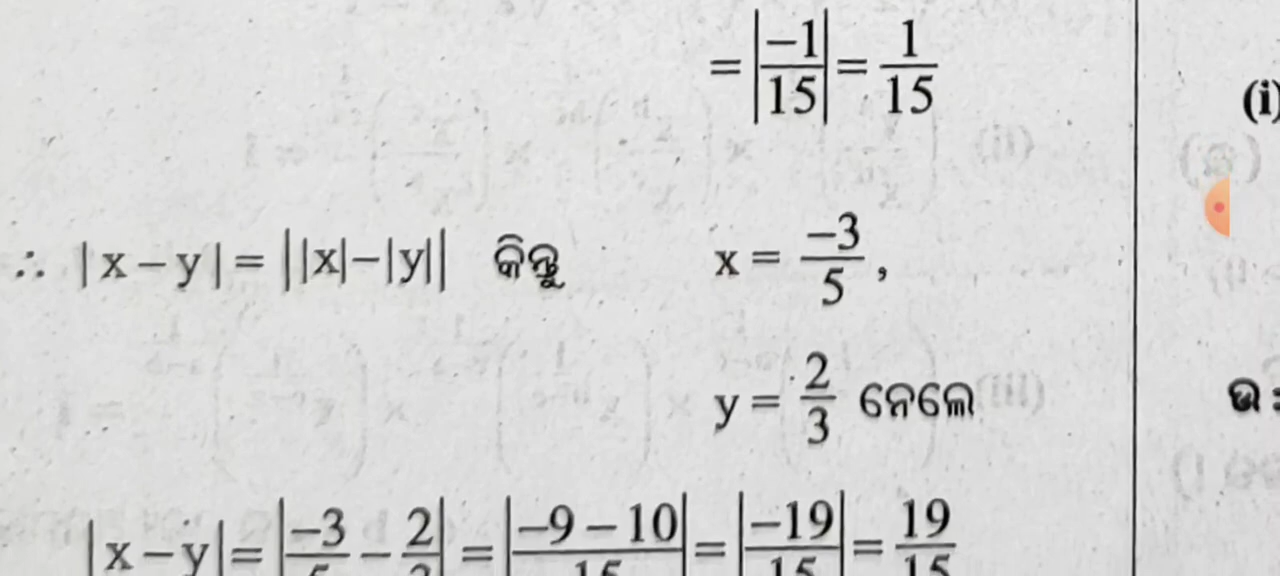 = |−1/15| = 1/15
(i)
∴ |x − y| = ||x|−|y|| କିନ୍ତୁ x = −3/5 ,
y = 2/3 ନେଲେ
ଉ :
|x − y| = |−3/5 − 2/3| = |−9 − 10/15| = |−19/15| = 19/15